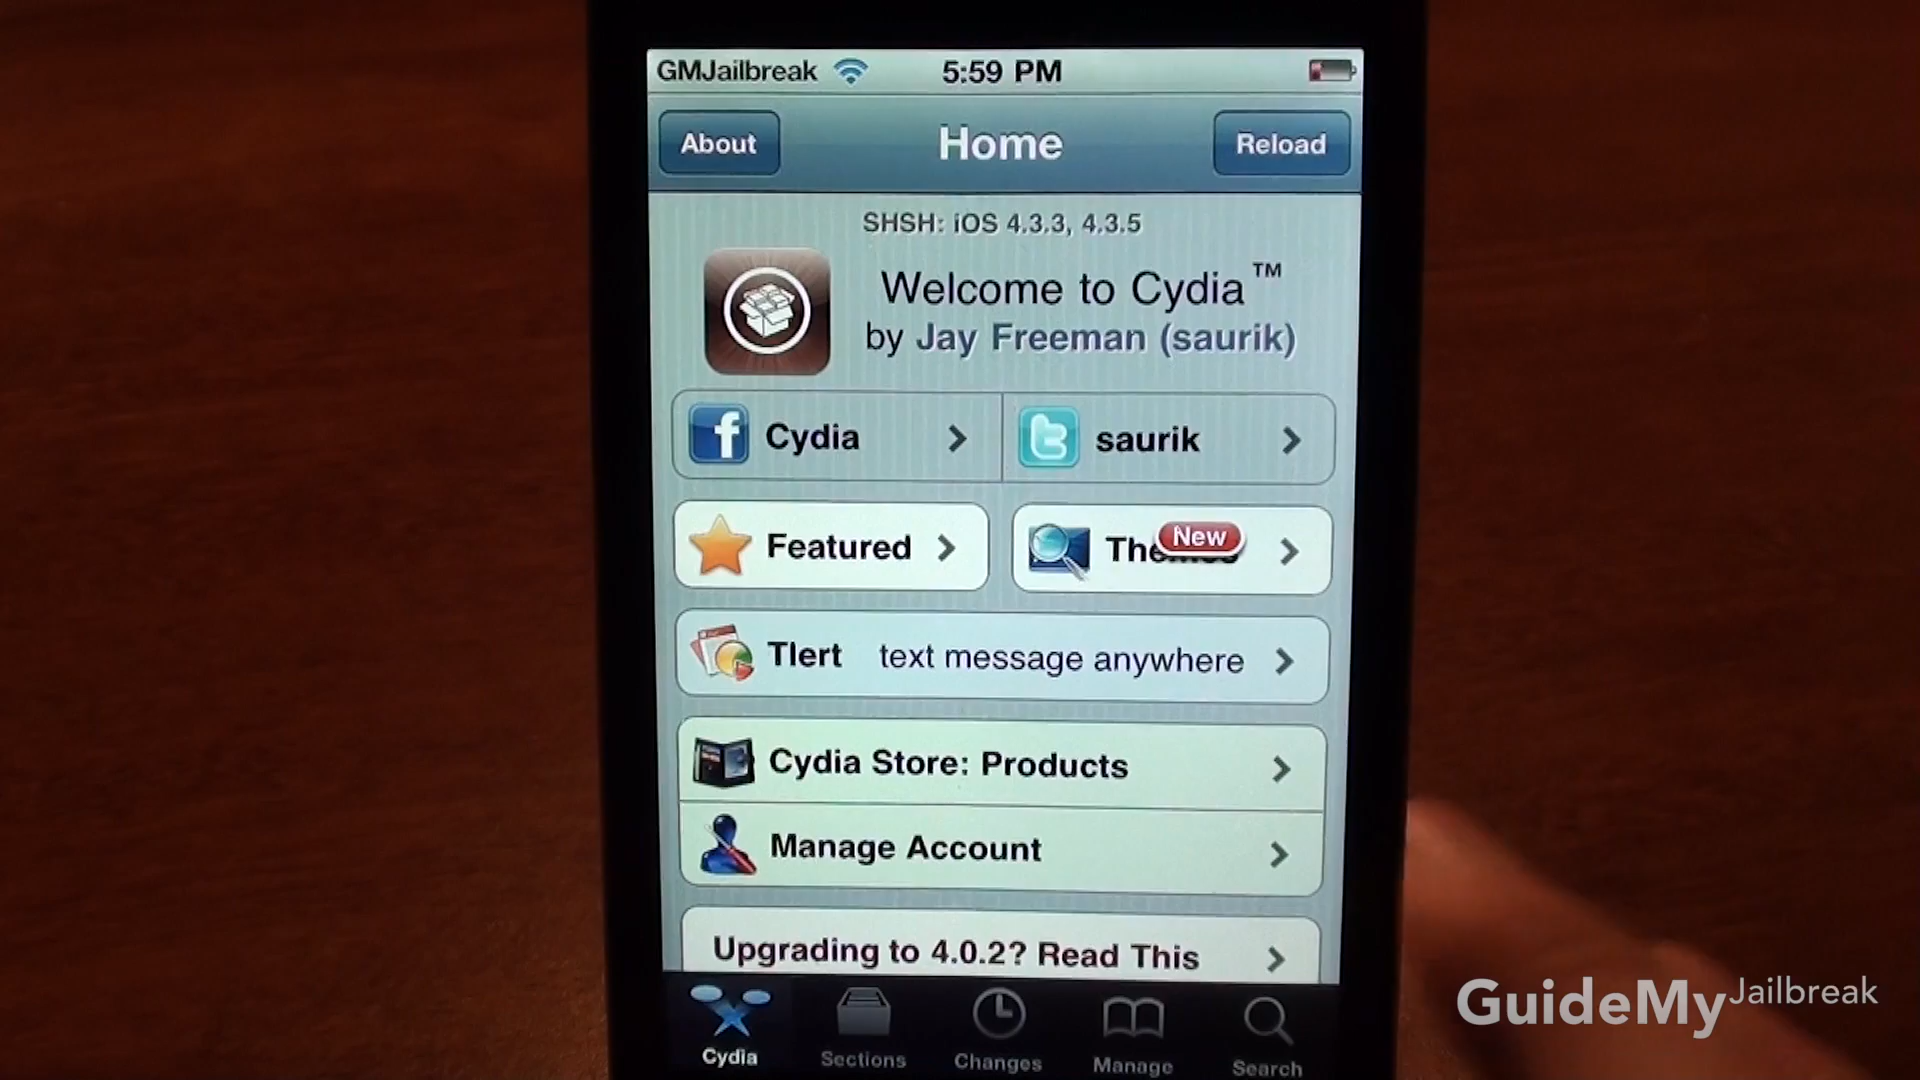 GMJailbreak 5:59 PM
About Home Reload
SHSH: iOS 4.3.3, 4.3.5
Welcome to Cydia™
by Jay Freeman (saurik)
f Cydia t saurik
Featured The New
Tlert text message anywhere
Cydia Store: Products
Manage Account
Upgrading to 4.0.2? Read This
Cydia Sections Changes Manage Search
GuideMyJailbreak